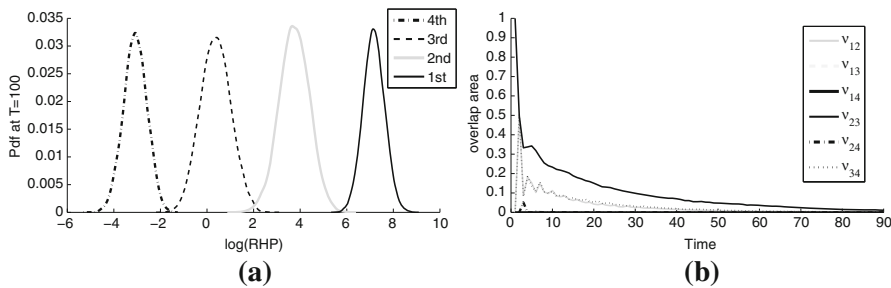 Pdf at T=100
0.035
0.03
0.025
0.02
0.015
0.01
0.005
0
−6 −4 −2 0 2 4 6 8 10
log(RHP)
4th
3rd
2nd
1st
(a)
overlap area
1
0.9
0.8
0.7
0.6
0.5
0.4
0.3
0.2
0.1
0
0 10 20 30 40 50 60 70 80 90
Time
ν12
ν13
ν14
ν23
ν24
ν34
(b)